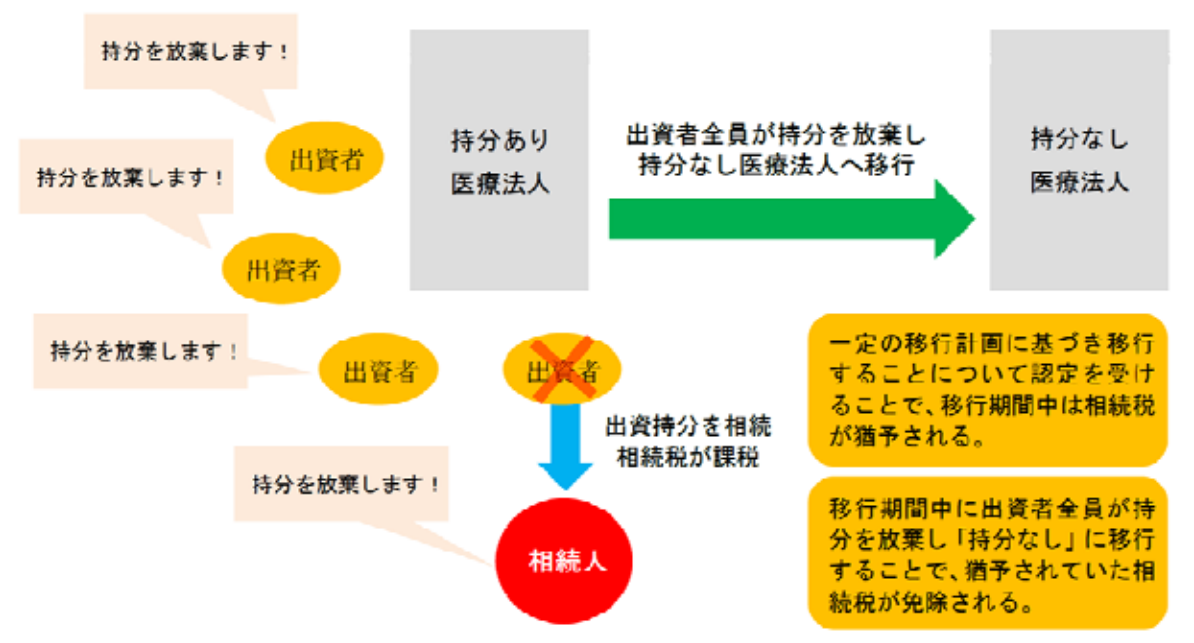 持分を放棄します！
出資者
持分を放棄します！
出資者
持分を放棄します！
出資者
持分あり
医療法人
出資者全員が持分を放棄し
持分なし医療法人へ移行
持分なし
医療法人
出資者
出資持分を相続
相続税が課税
持分を放棄します！
相続人
一定の移行計画に基づき移行
することについて認定を受け
ることで、移行期間中は相続税
が猶予される。
移行期間中に出資者全員が持
分を放棄し「持分なし」に移行
することで、猶予されていた相
続税が免除される。